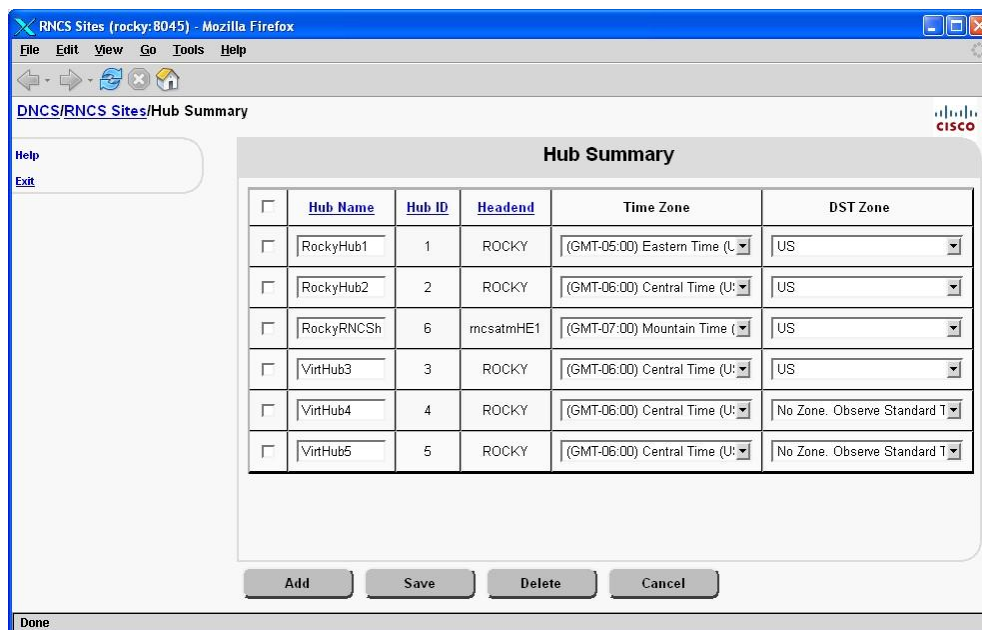 RNCS Sites (rocky:8045) - Mozilla Firefox
File Edit View Go Tools Help
DNCS/RNCS Sites/Hub Summary
CISCO
Help
Exit
Hub Summary
Hub Name Hub ID Headend Time Zone DST Zone
RockyHub1 1 ROCKY (GMT-05:00) Eastern Time (U US
RockyHub2 2 ROCKY (GMT-06:00) Central Time (US US
RockyRNCSh 6 rncsatmHE1 (GMT-07:00) Mountain Time ( US
VirtHub3 3 ROCKY (GMT-06:00) Central Time (US US
VirtHub4 4 ROCKY (GMT-06:00) Central Time (US No Zone. Observe Standard T
VirtHub5 5 ROCKY (GMT-06:00) Central Time (US No Zone. Observe Standard T
Add Save Delete Cancel
Done